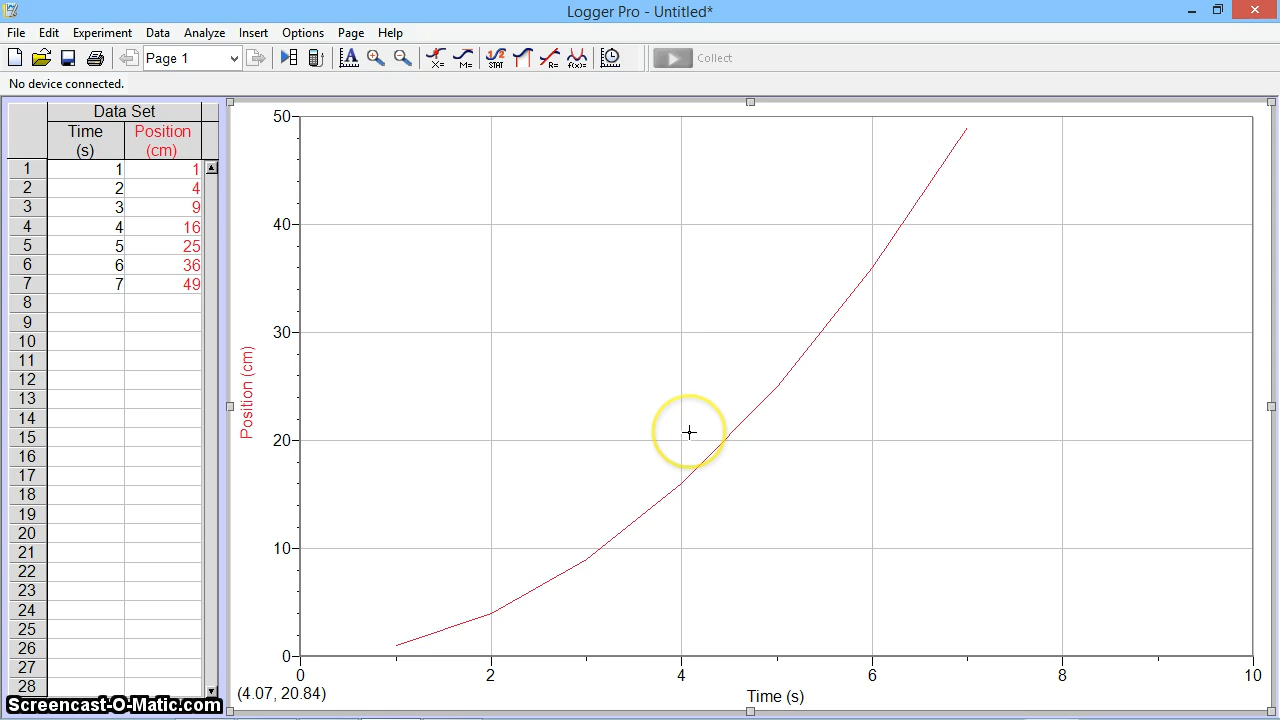 Logger Pro - Untitled*
File Edit Experiment Data Analyze Insert Options Page Help
Page 1
X= M= STAT R= f(x)= Collect
No device connected.
Data Set
Time Position
(s) (cm)
1 1 1
2 2 4
3 3 9
4 4 16
5 5 25
6 6 36
7 7 49
8
9
10
11
12
13
14
15
16
17
18
19
20
21
22
23
24
25
26
27
28
50
40
30
20
10
0
Position (cm)
0 2 4 6 8 10
(4.07, 20.84)
Time (s)
Screencast-O-Matic.com